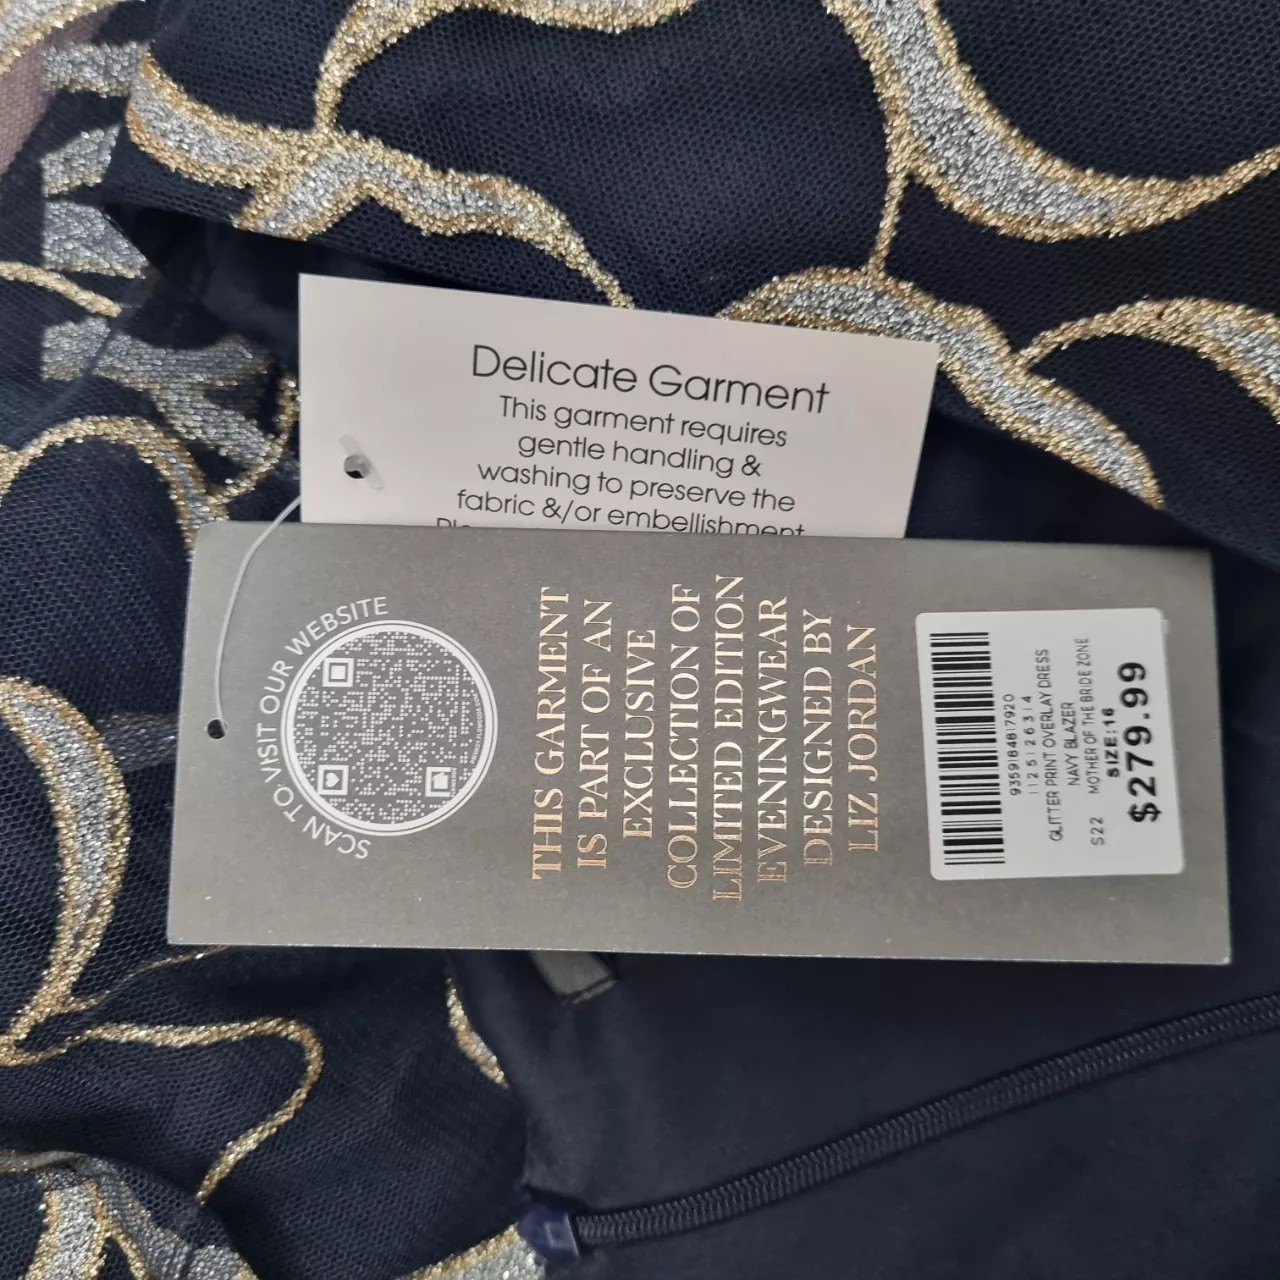 Delicate Garment
This garment requires
gentle handling &
washing to preserve the
fabric &/or embellishment
SCAN TO VISIT OUR WEBSITE
THIS GARMENT
IS PART OF AN
EXCLUSIVE
COLLECTION OF
LIMITED EDITION
EVENINGWEAR
DESIGNED BY
LIZ JORDAN
9359184817920
1125126314
GLITTER PRINT OVERLAY DRESS
NAVY BLAZER
S22 MOTHER OF THE BRIDE ZONE
SIZE:16
$279.99